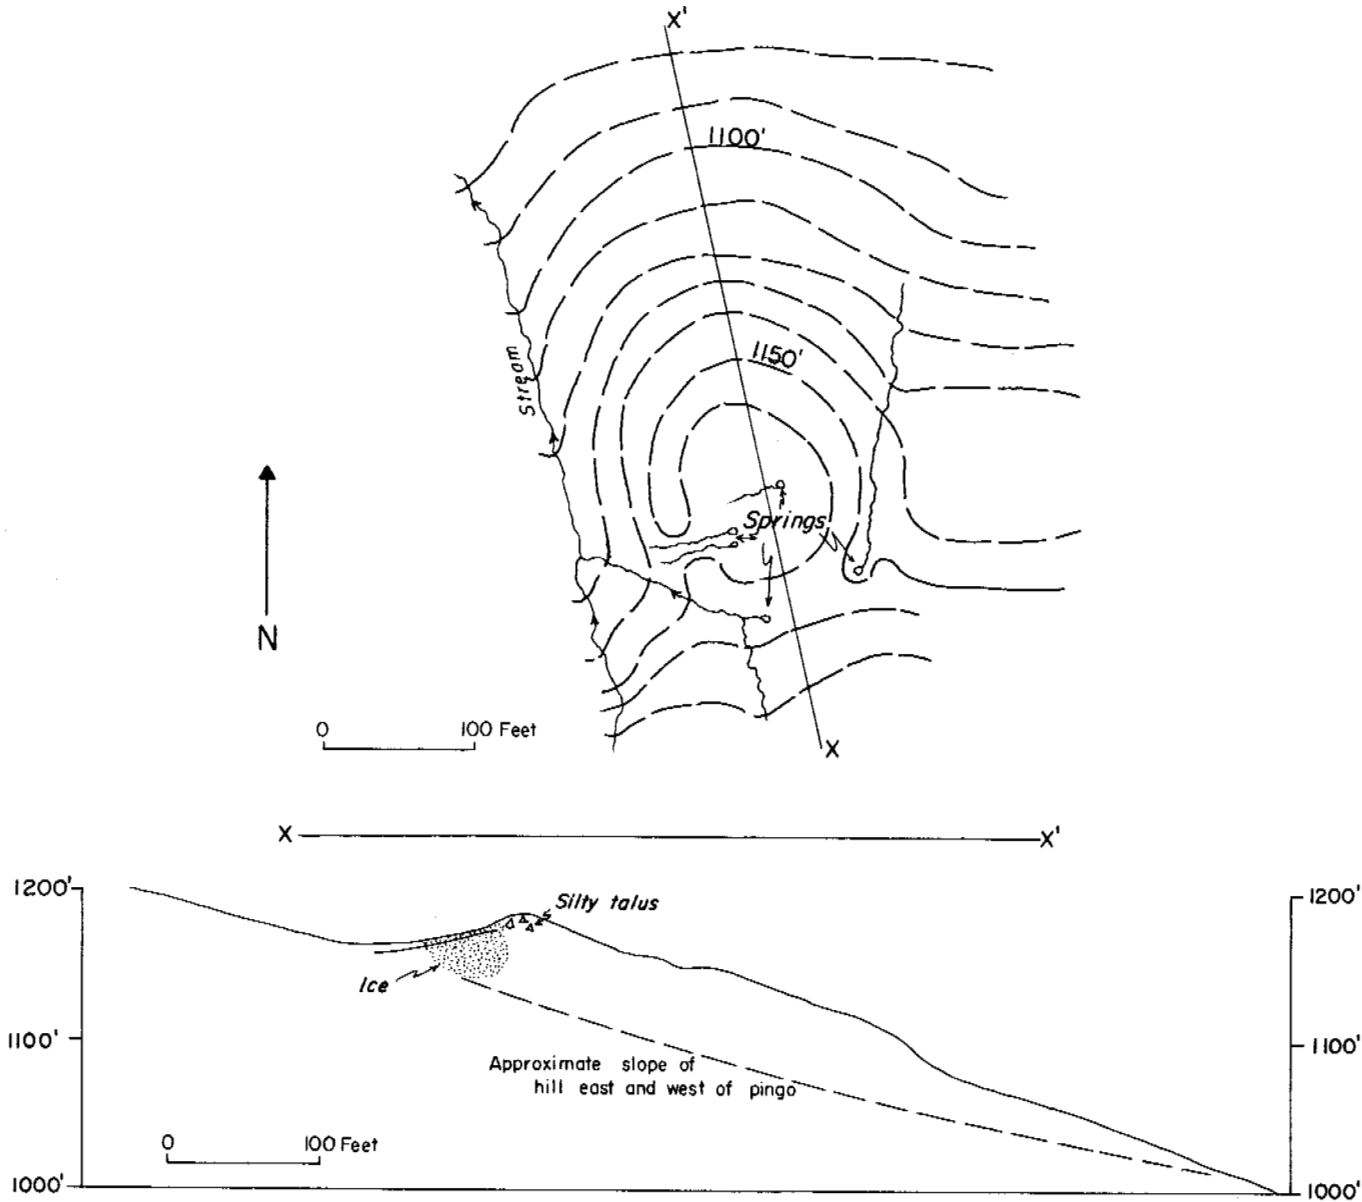 X'
1100'
1150'
Stream
Springs
N
0 100 Feet
X
X X'
1200' 1200'
Silty talus
Ice
1100' 1100'
Approximate slope of
hill east and west of pingo
0 100 Feet
1000' 1000'